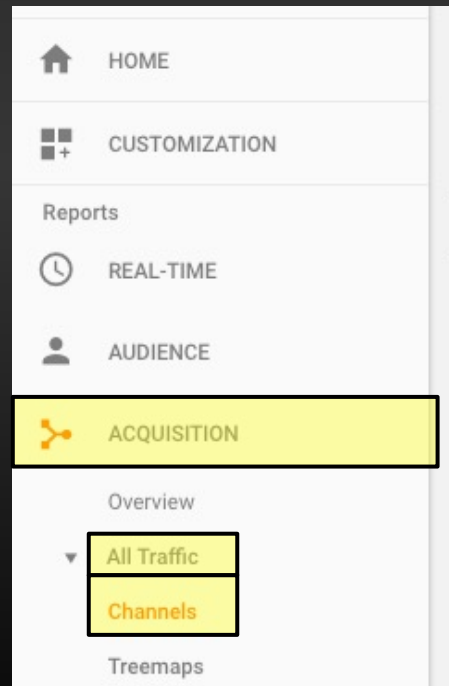 HOME
CUSTOMIZATION
Reports
REAL-TIME
AUDIENCE
ACQUISITION
Overview
All Traffic
Channels
Treemaps